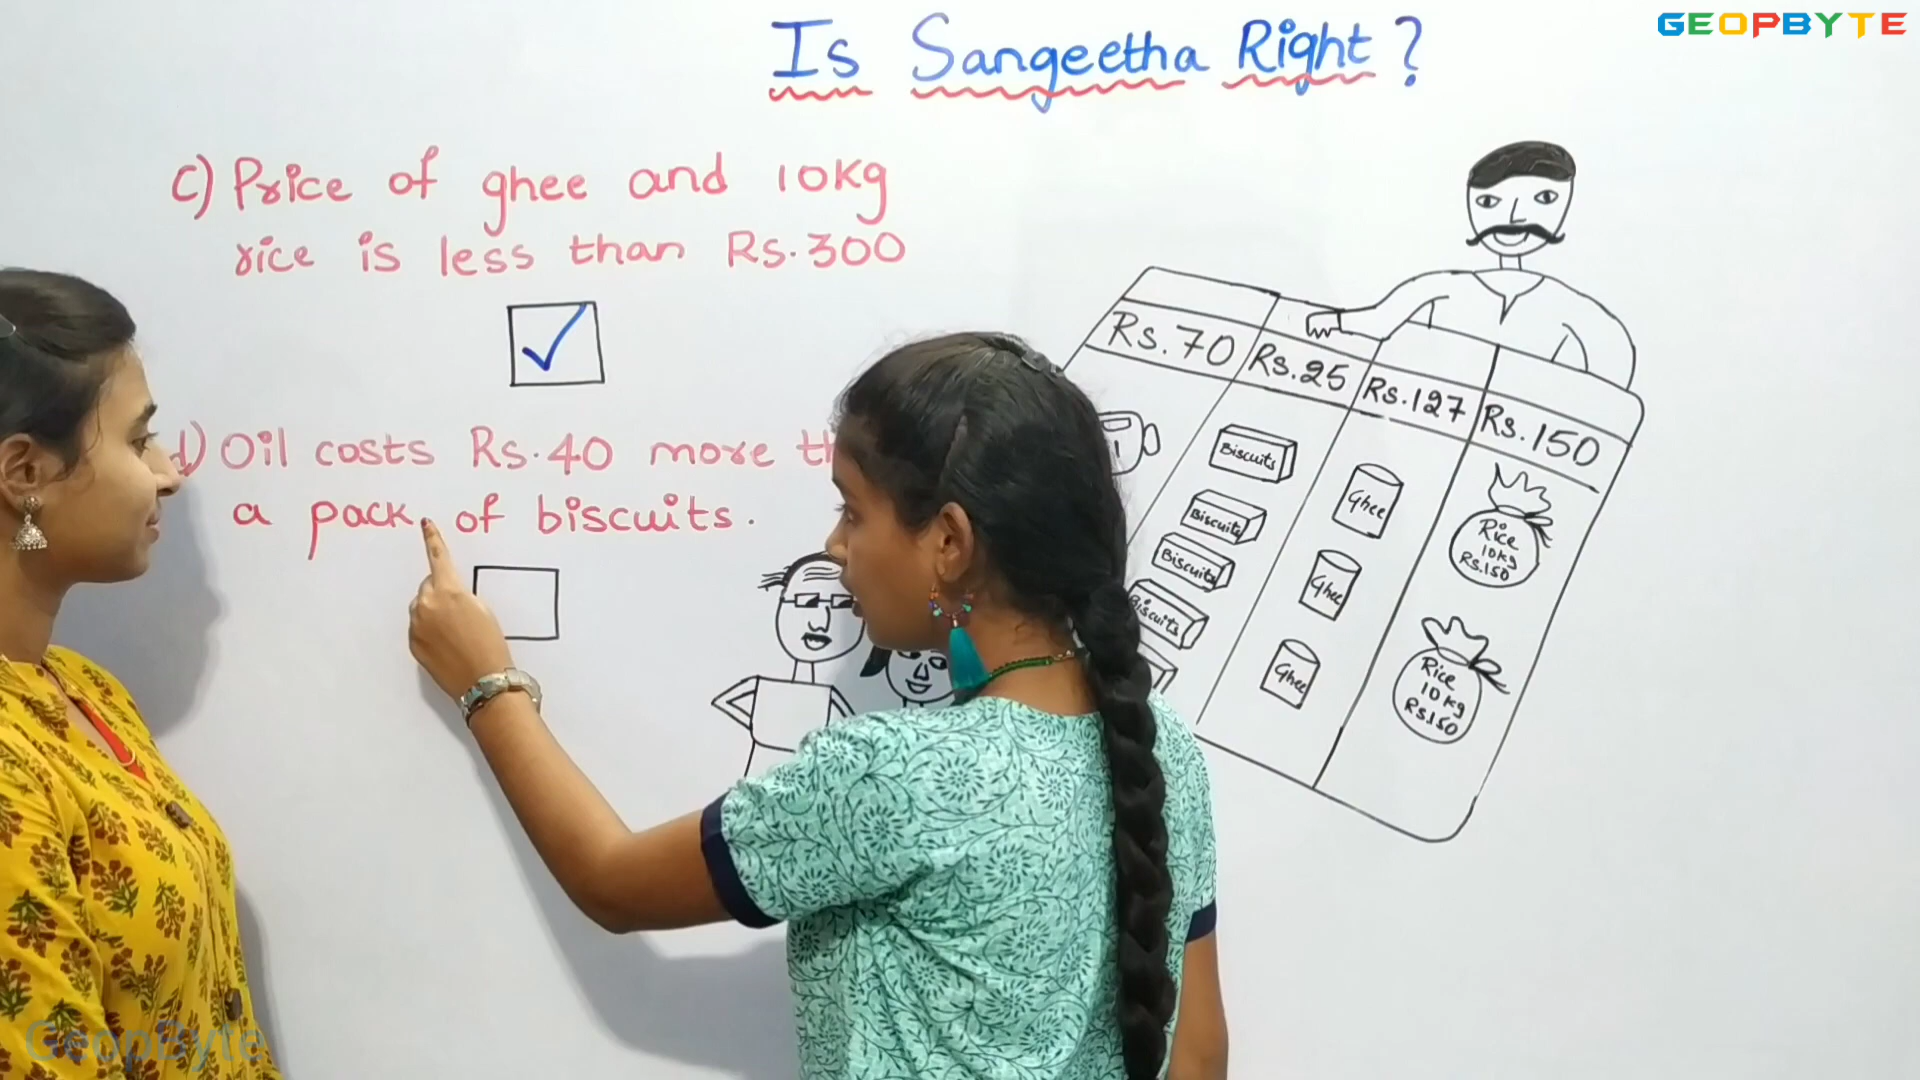 Is Sangeetha Right?
GEOPBYTE
c) Price of ghee and 10Kg
rice is less than Rs.300
d) Oil costs Rs.40 more
a pack of biscuits.
Rs.70 Rs.25 Rs.127 Rs.150
Biscuits
Biscuits
Biscuits
Biscuits
Ghee
Ghee
Ghee
Rice
10kg
Rs.150
Rice
10kg
Rs.150
GeopByte